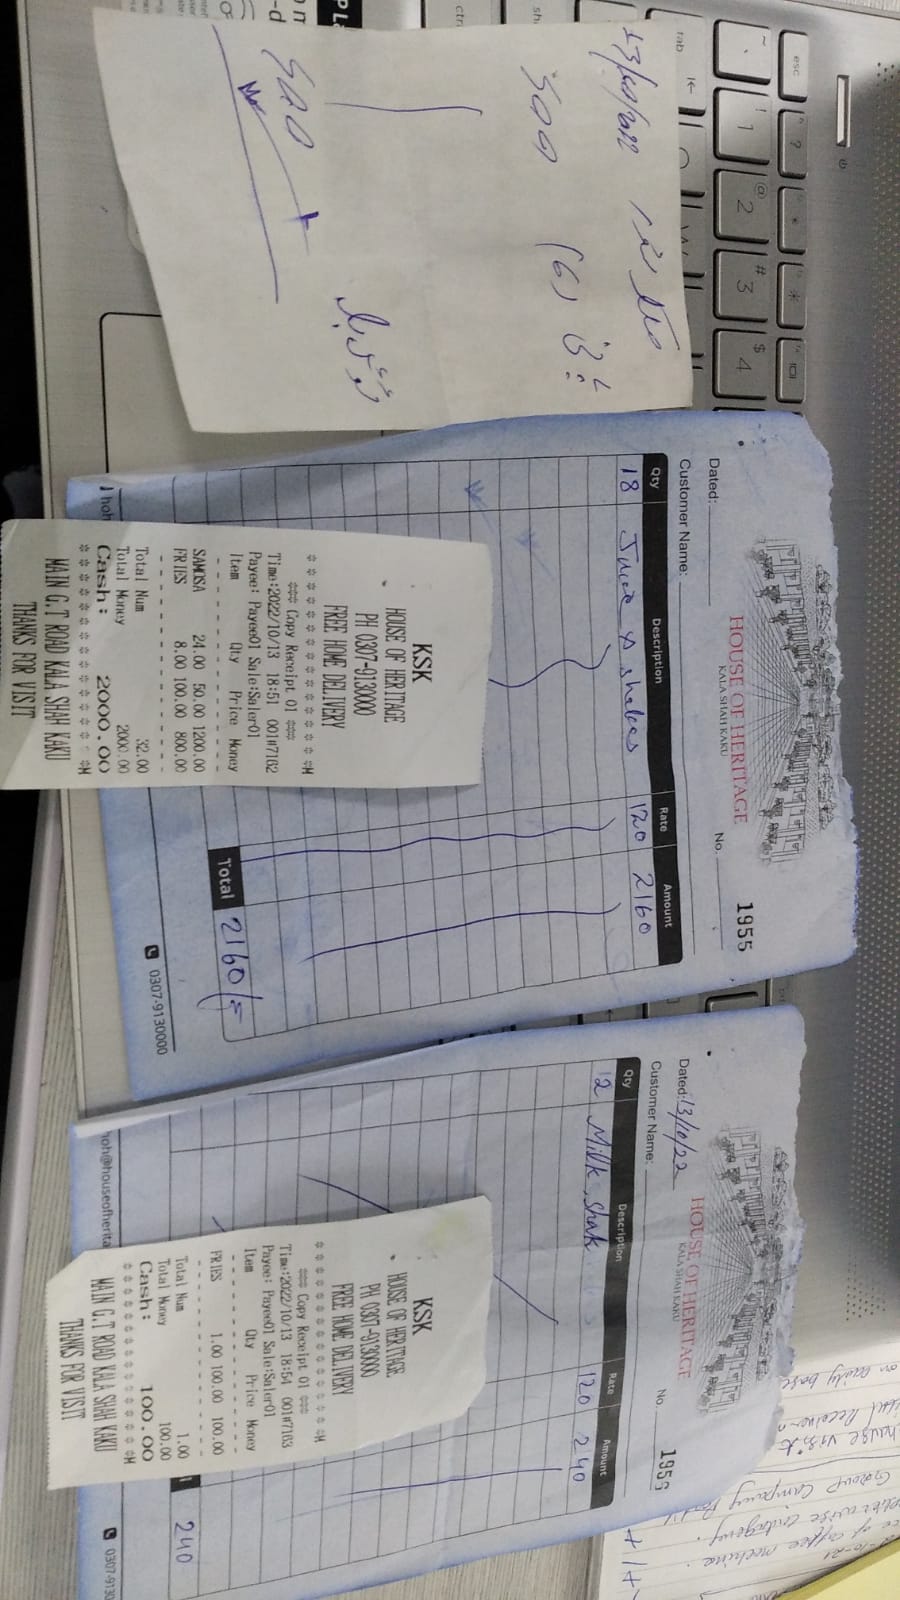 13/10/2022
500 (6)
500
HOUSE OF HERITAGE
KALA SHAH KAKU
Dated:
No. 1955
Customer Name:
Qty Description Rate Amount
18 Juice & shakes 120 2160
Total 2160/=
0307-9130000
KSK
HOUSE OF HERITAGE
PH 0307-9130000
FREE HOME DELIVERY
### Copy Receipt 01 ###
Time:2022/10/13 18:51 001#7162
Payee: Payee01 Sale:Saler01
Item Qty Price Money
SAMOSA 24.00 50.00 1200.00
FRIES 8.00 100.00 800.00
Total Num 32.00
Total Money 2000.00
Cash: 2000.00
MAIN G.T ROAD KALA SHAH KAKU
THANKS FOR VISIT
HOUSE OF HERITAGE
KALA SHAH KAKU
Dated: 13/10/22
No. 1956
Customer Name:
Qty Description Rate Amount
2 Milk shak 120 240
240
hoh@houseofherita
0307-9130
KSK
HOUSE OF HERITAGE
PH 0307-9130000
FREE HOME DELIVERY
### Copy Receipt 01 ###
Time:2022/10/13 18:54 001#7163
Payee: Payee01 Sale:Saler01
Item Qty Price Money
FRIES 1.00 100.00 100.00
Total Num 1.00
Total Money 100.00
Cash: 100.00
MAIN G.T ROAD KALA SHAH KAKU
THANKS FOR VISIT
esc
tab